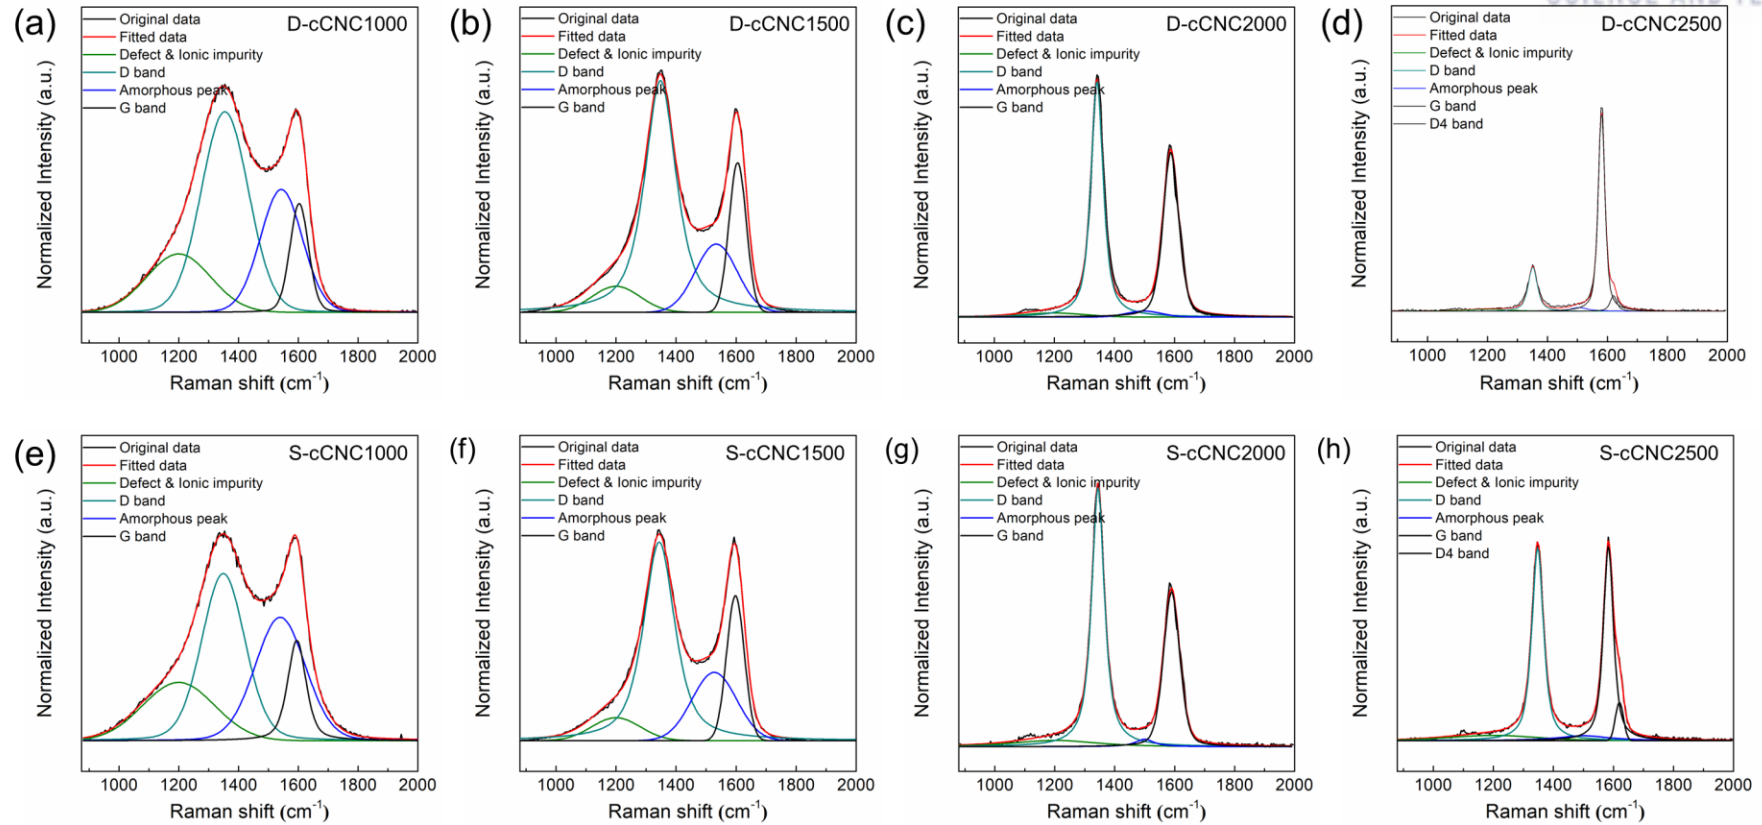 (a)
D-cCNC1000
Original data
Fitted data
Defect & Ionic impurity
D band
Amorphous peak
G band
Normalized Intensity (a.u.)
1000 1200 1400 1600 1800 2000
Raman shift (cm-1)
(b)
D-cCNC1500
Original data
Fitted data
Defect & Ionic impurity
D band
Amorphous peak
G band
Normalized Intensity (a.u.)
1000 1200 1400 1600 1800 2000
Raman shift (cm-1)
(c)
D-cCNC2000
Original data
Fitted data
Defect & Ionic impurity
D band
Amorphous peak
G band
Normalized Intensity (a.u.)
1000 1200 1400 1600 1800 2000
Raman shift (cm-1)
(d)
D-cCNC2500
Original data
Fitted data
Defect & Ionic impurity
D band
Amorphous peak
G band
D4 band
Normalized Intensity (a.u.)
1000 1200 1400 1600 1800 2000
Raman shift (cm-1)
(e)
S-cCNC1000
Original data
Fitted data
Defect & Ionic impurity
D band
Amorphous peak
G band
Normalized Intensity (a.u.)
1000 1200 1400 1600 1800 2000
Raman shift (cm-1)
(f)
S-cCNC1500
Original data
Fitted data
Defect & Ionic impurity
D band
Amorphous peak
G band
Normalized Intensity (a.u.)
1000 1200 1400 1600 1800 2000
Raman shift (cm-1)
(g)
S-cCNC2000
Original data
Fitted data
Defect & Ionic impurity
D band
Amorphous peak
G band
Normalized Intensity (a.u.)
1000 1200 1400 1600 1800 2000
Raman shift (cm-1)
(h)
S-cCNC2500
Original data
Fitted data
Defect & Ionic impurity
D band
Amorphous peak
G band
D4 band
Normalized Intensity (a.u.)
1000 1200 1400 1600 1800 2000
Raman shift (cm-1)